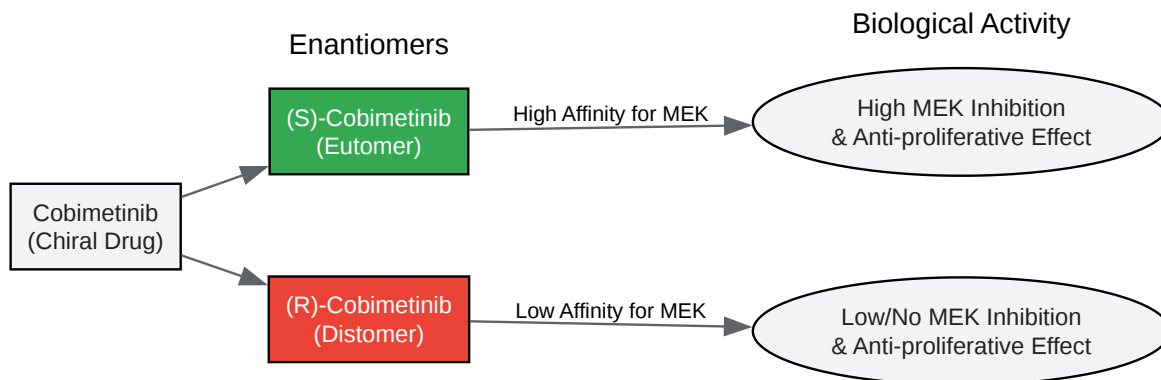 Enantiomers
Biological Activity
(S)-Cobimetinib
(Eutomer)
High Affinity for MEK
High MEK Inhibition
& Anti-proliferative Effect
Cobimetinib
(Chiral Drug)
(R)-Cobimetinib
(Distomer)
Low Affinity for MEK
Low/No MEK Inhibition
& Anti-proliferative Effect